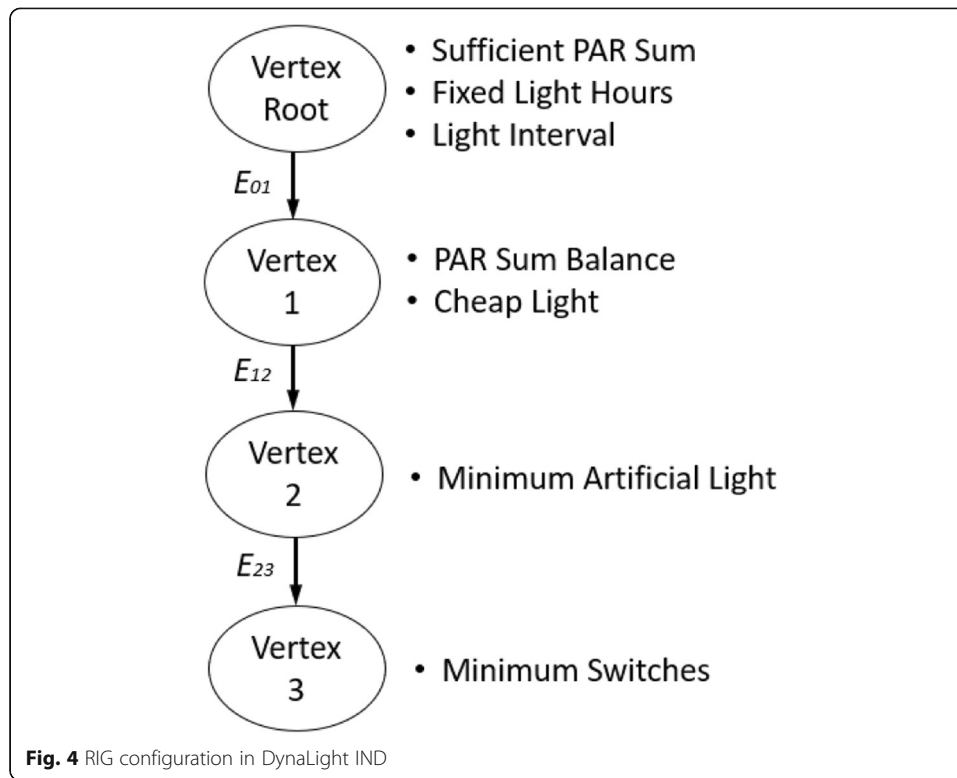 Vertex
Root
• Sufficient PAR Sum
• Fixed Light Hours
• Light Interval
E01
Vertex
1
• PAR Sum Balance
• Cheap Light
E12
Vertex
2
• Minimum Artificial Light
E23
Vertex
3
• Minimum Switches
Fig. 4 RIG configuration in DynaLight IND